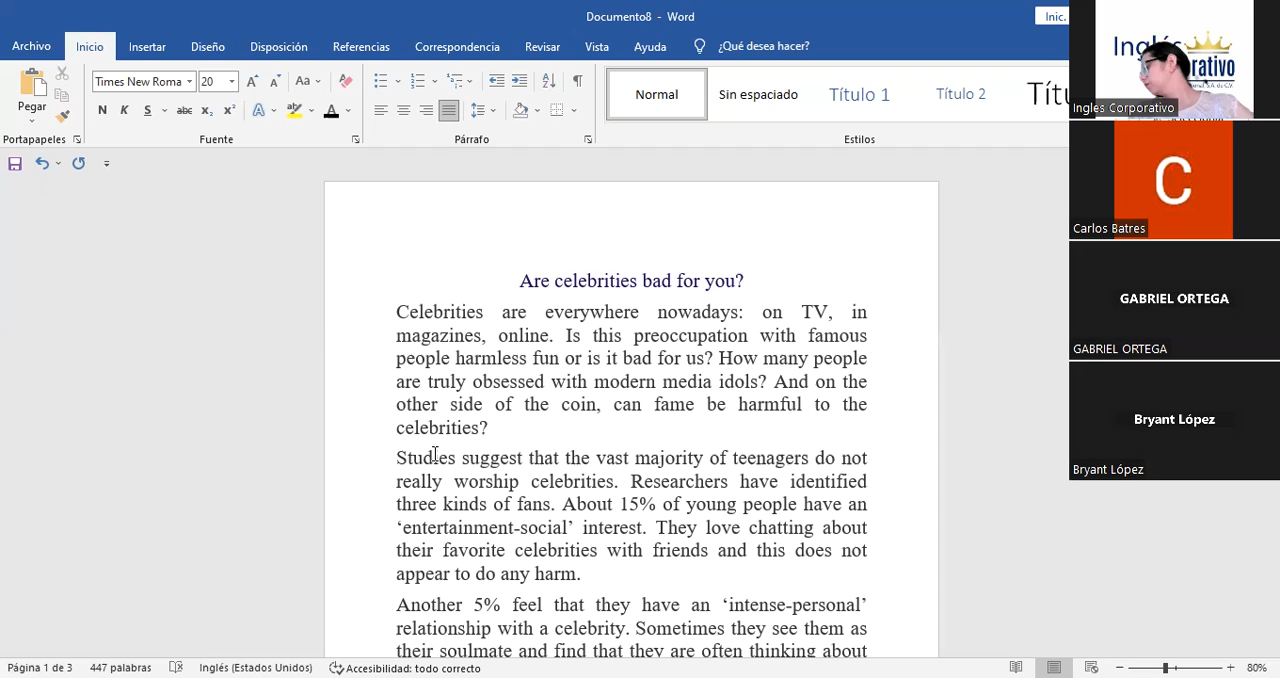 Documento8 - Word
Inic.
Archivo Inicio Insertar Diseño Disposición Referencias Correspondencia Revisar Vista Ayuda ¿Qué desea hacer?
Pegar
Times New Roma 20
Aa
N K S abc x₂ x²
Normal
Sin espaciado
Título 1
Título 2
Portapapeles Fuente Párrafo Estilos
Are celebrities bad for you?
Celebrities are everywhere nowadays: on TV, in
magazines, online. Is this preoccupation with famous
people harmless fun or is it bad for us? How many people
are truly obsessed with modern media idols? And on the
other side of the coin, can fame be harmful to the
celebrities?
Studies suggest that the vast majority of teenagers do not
really worship celebrities. Researchers have identified
three kinds of fans. About 15% of young people have an
‘entertainment-social’ interest. They love chatting about
their favorite celebrities with friends and this does not
appear to do any harm.
Another 5% feel that they have an ‘intense-personal’
relationship with a celebrity. Sometimes they see them as
their soulmate and find that they are often thinking about
Ingles Corporativo
C
Carlos Batres
GABRIEL ORTEGA
GABRIEL ORTEGA
Bryant López
Bryant López
Página 1 de 3 447 palabras Inglés (Estados Unidos) Accesibilidad: todo correcto 80%